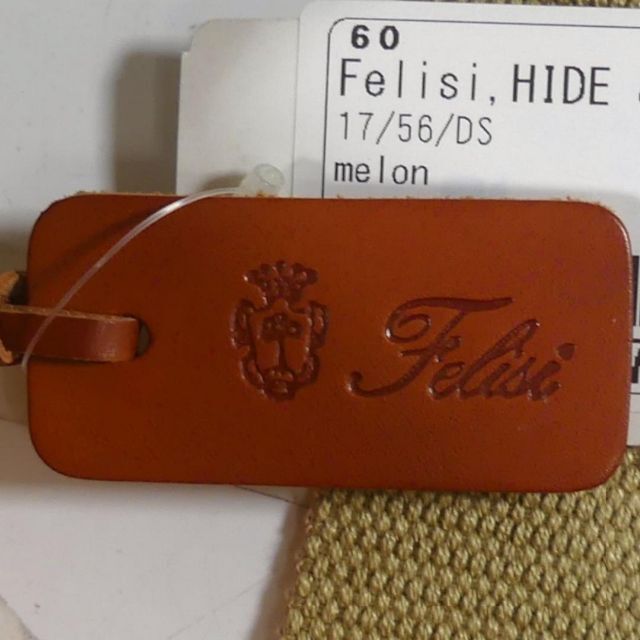 60
Felisi, HIDE
17/56/DS
melon
Felisi